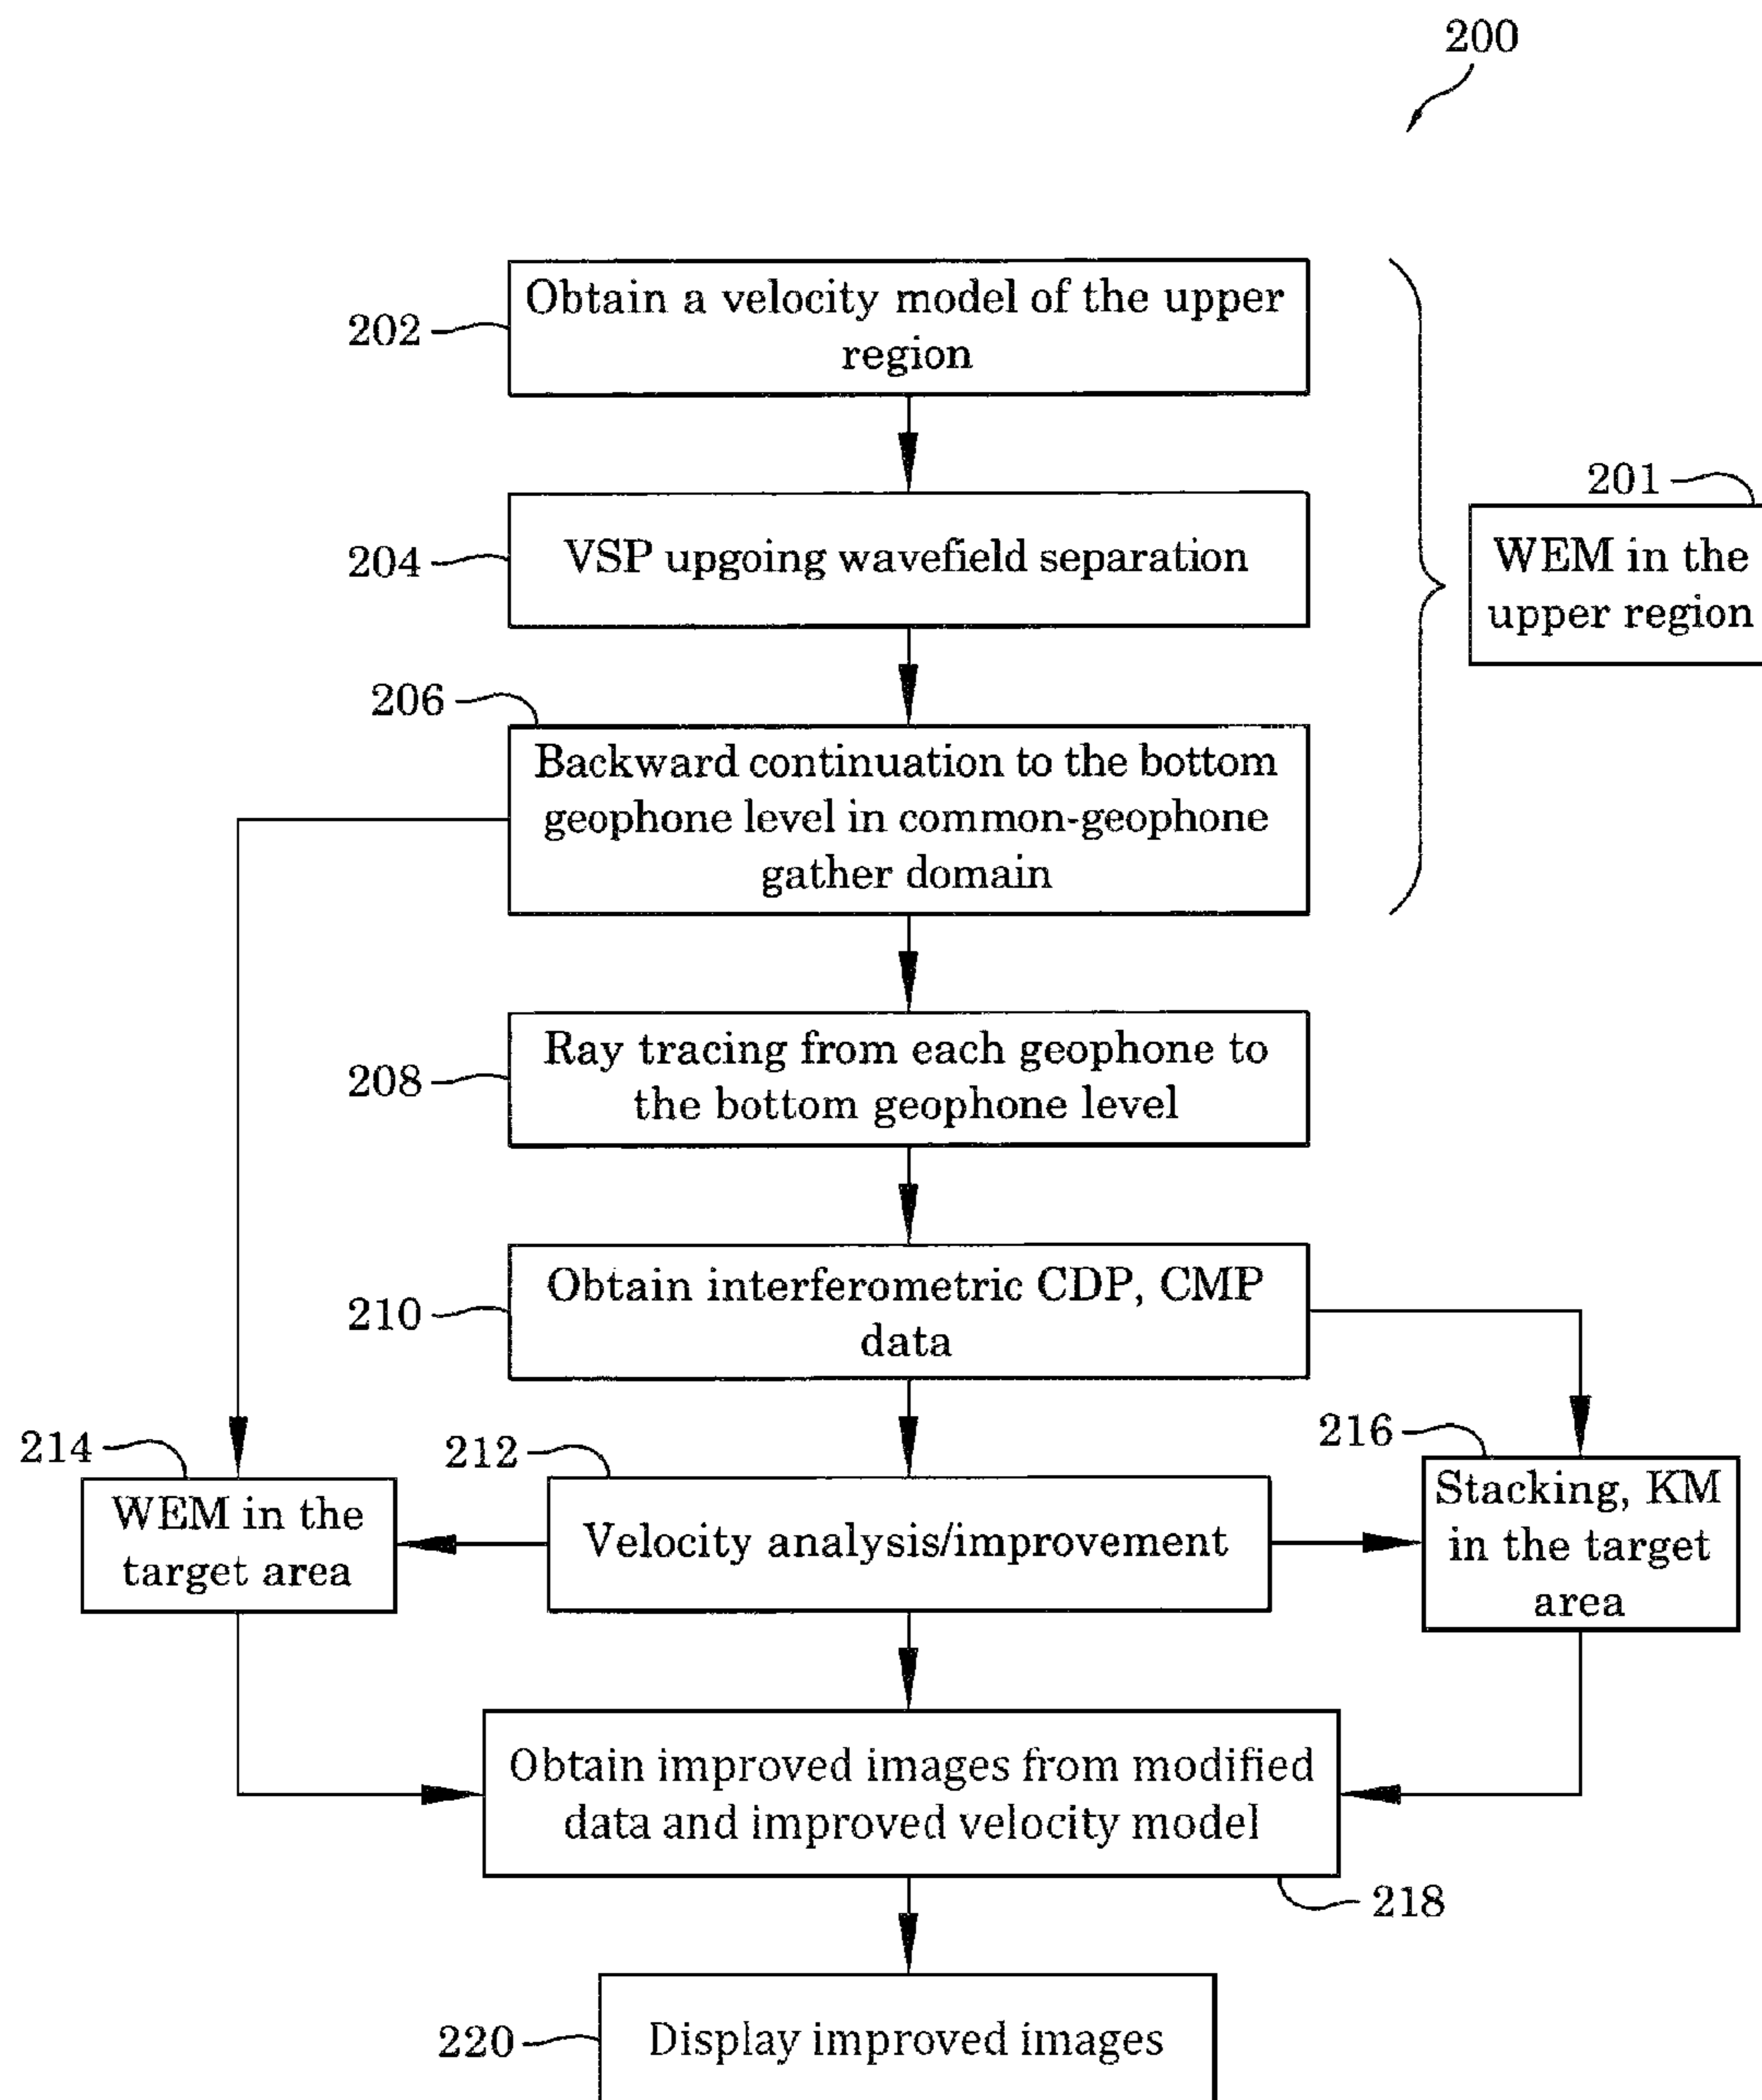 200
202
Obtain a velocity model of the upper
region
201
WEM in the
upper region
204
VSP upgoing wavefield separation
206
Backward continuation to the bottom
geophone level in common-geophone
gather domain
208
Ray tracing from each geophone to
the bottom geophone level
210
Obtain interferometric CDP, CMP
data
214
WEM in the
target area
212
Velocity analysis/improvement
216
Stacking, KM
in the target
area
Obtain improved images from modified
data and improved velocity model
218
220
Display improved images